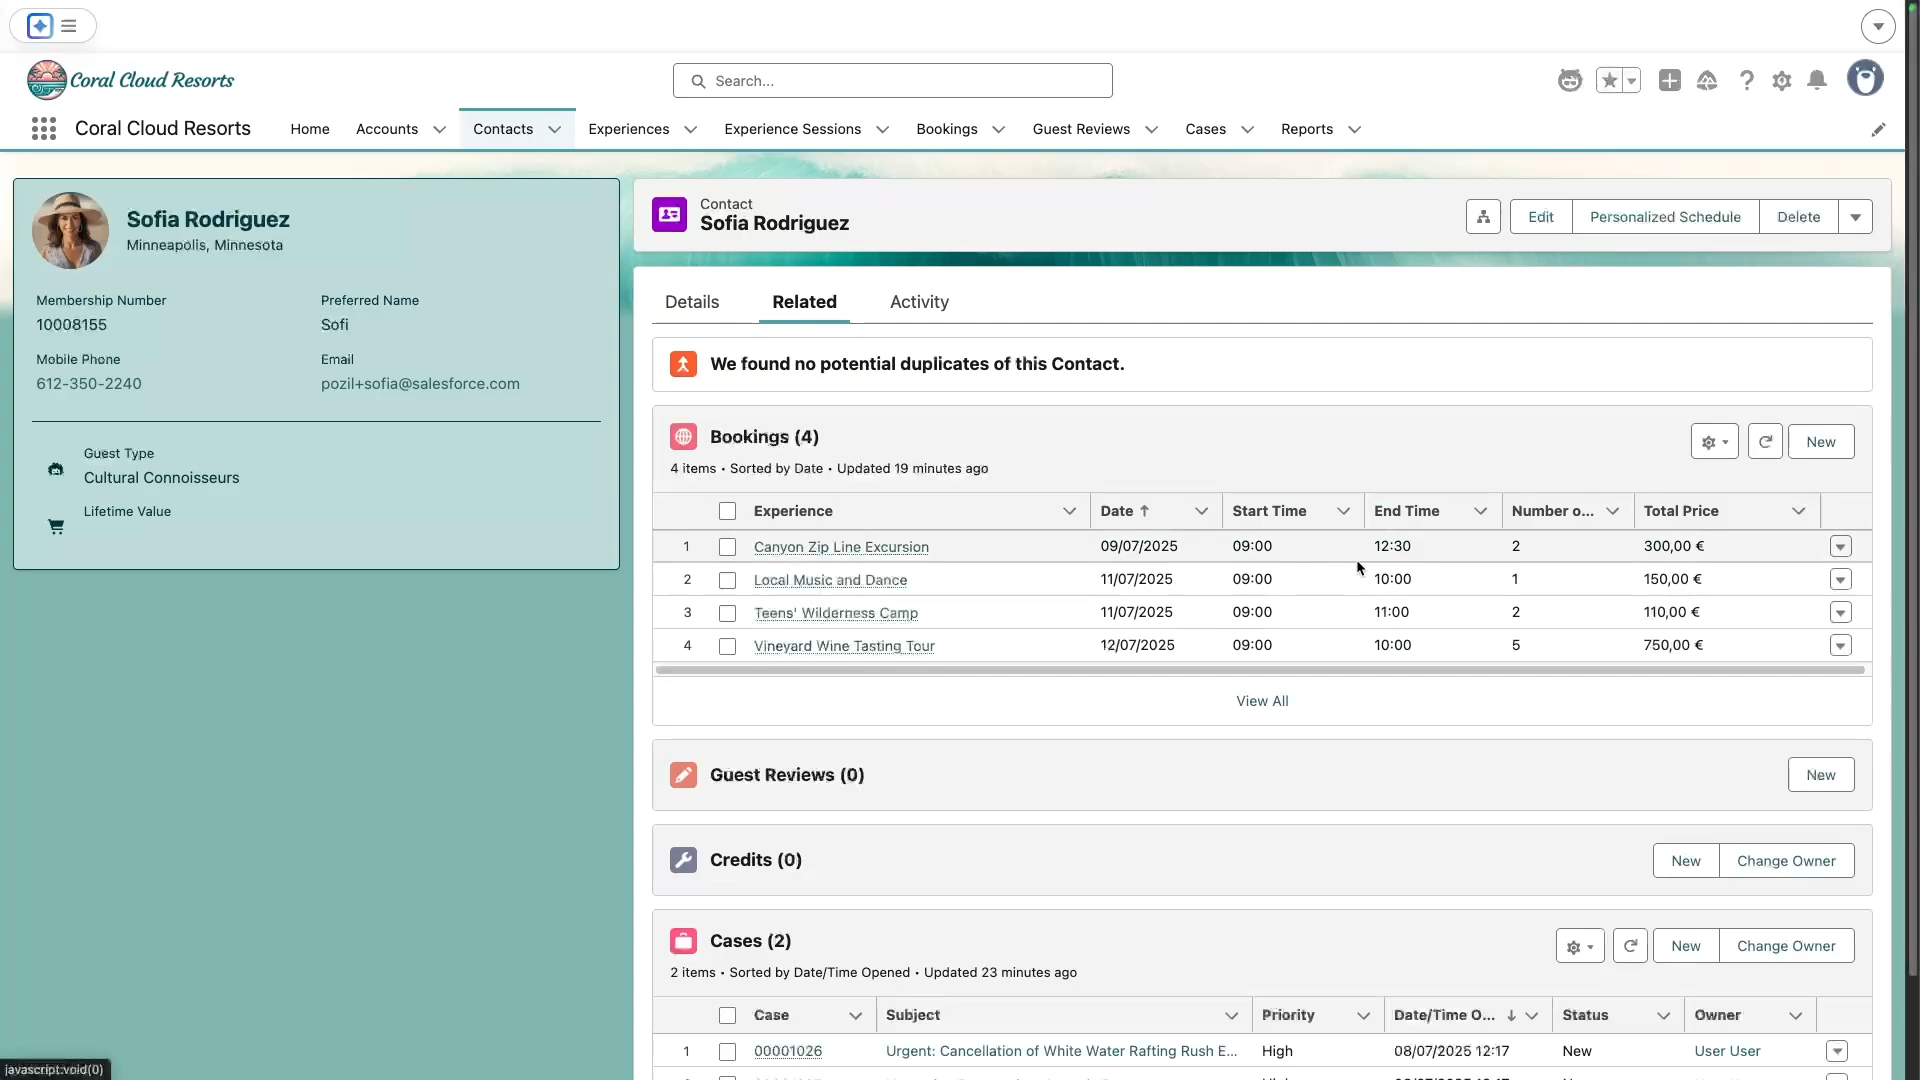 Coral Cloud Resorts
Search...
Coral Cloud Resorts Home Accounts Contacts Experiences Experience Sessions Bookings Guest Reviews Cases Reports
Sofia Rodriguez
Minneapolis, Minnesota
Membership Number Preferred Name
10008155 Sofi
Mobile Phone Email
612-350-2240 pozil+sofia@salesforce.com
Guest Type
Cultural Connoisseurs
Lifetime Value
Contact
Sofia Rodriguez
Edit Personalized Schedule Delete
Details Related Activity
We found no potential duplicates of this Contact.
Bookings (4)
New
4 items • Sorted by Date • Updated 19 minutes ago
Experience Date Start Time End Time Number o... Total Price
1 Canyon Zip Line Excursion 09/07/2025 09:00 12:30 2 300,00 €
2 Local Music and Dance 11/07/2025 09:00 10:00 1 150,00 €
3 Teens' Wilderness Camp 11/07/2025 09:00 11:00 2 110,00 €
4 Vineyard Wine Tasting Tour 12/07/2025 09:00 10:00 5 750,00 €
View All
Guest Reviews (0) New
Credits (0) New Change Owner
Cases (2) New Change Owner
2 items • Sorted by Date/Time Opened • Updated 23 minutes ago
Case Subject Priority Date/Time O... Status Owner
1 00001026 Urgent: Cancellation of White Water Rafting Rush E... High 08/07/2025 12:17 New User User
javascript:void(0)